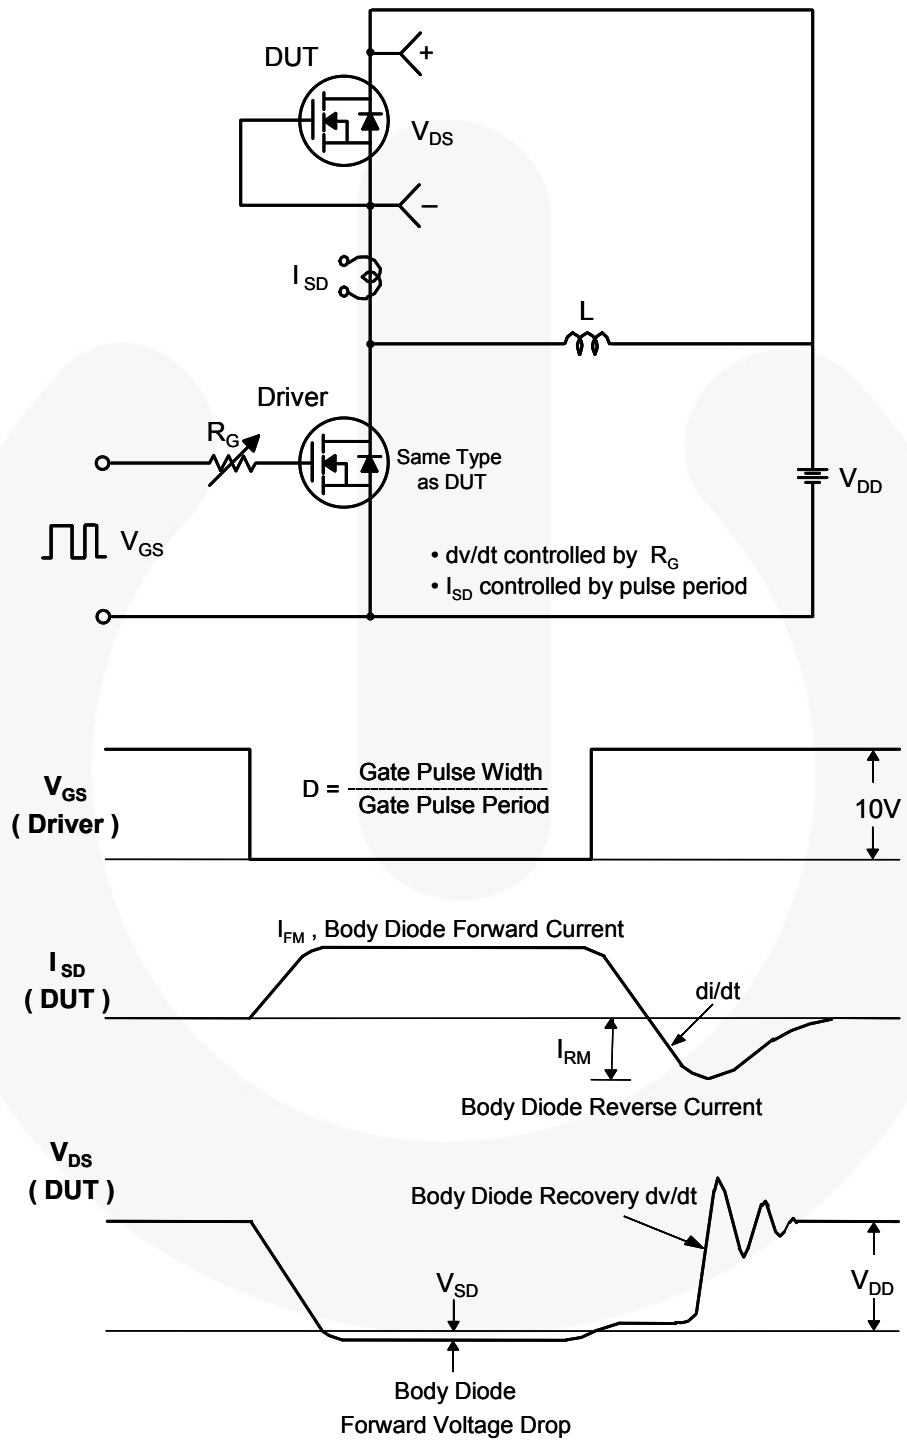 DUT
+
V_DS
–
I_SD
L
Driver
R_G
Same Type
as DUT
V_DD
V_GS
• dv/dt controlled by R_G
• I_SD controlled by pulse period
V_GS
( Driver )
D = Gate Pulse Width
Gate Pulse Period
10V
I_FM , Body Diode Forward Current
I_SD
( DUT )
di/dt
I_RM
Body Diode Reverse Current
V_DS
( DUT )
Body Diode Recovery dv/dt
V_SD
V_DD
Body Diode
Forward Voltage Drop